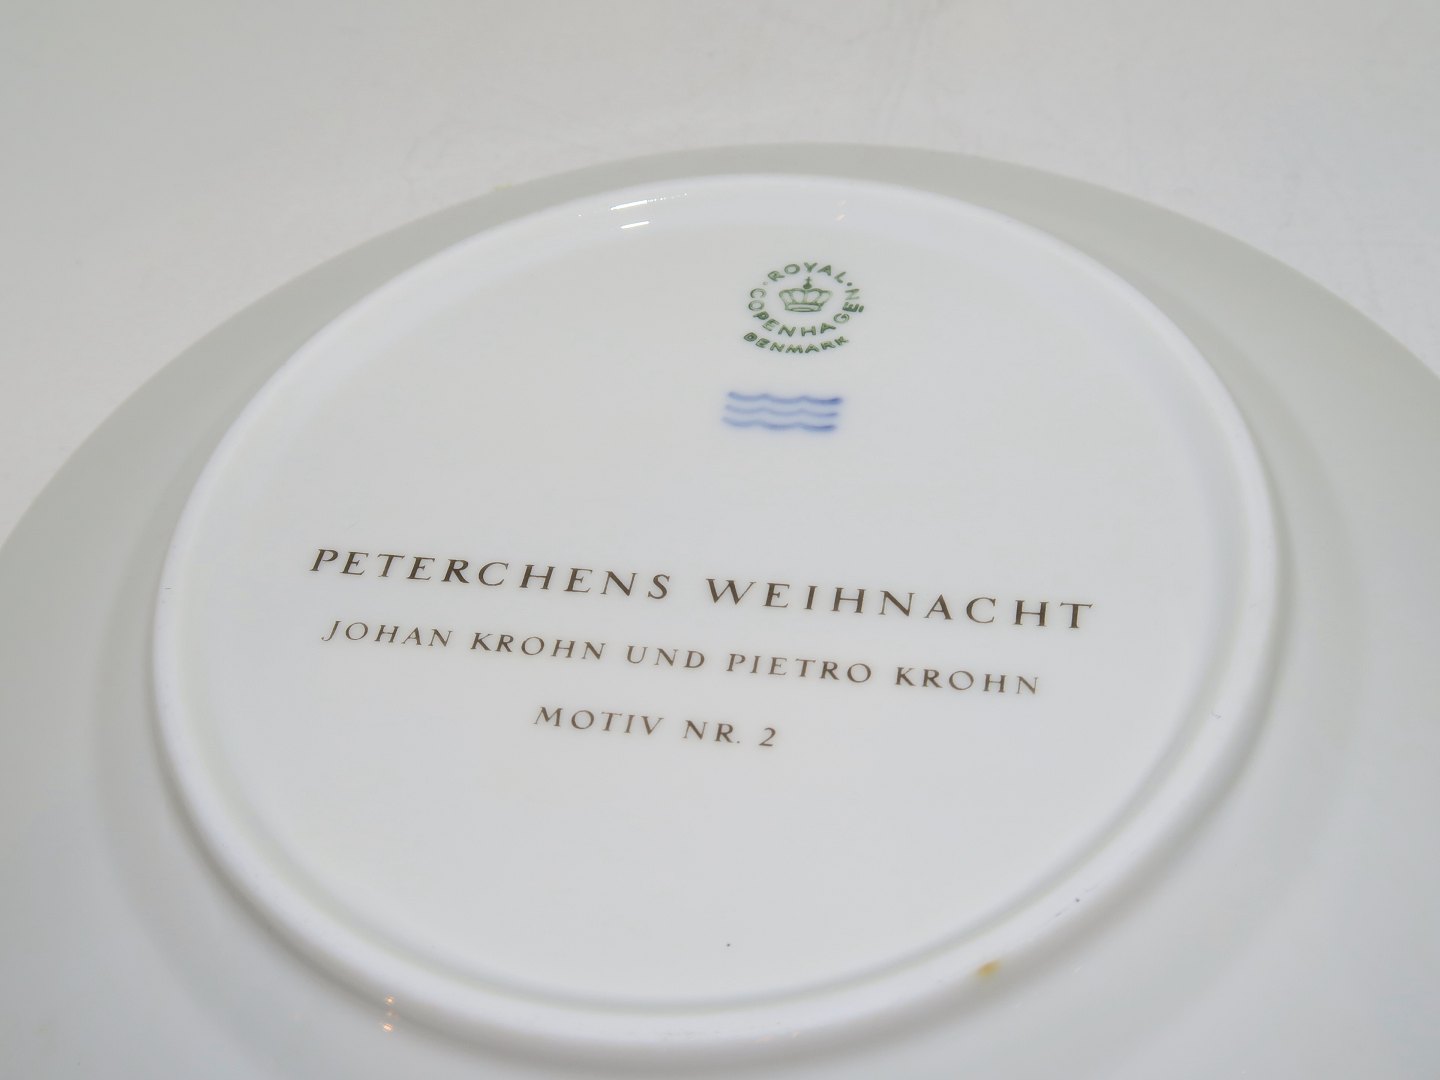 ROYAL
COPENHAGEN
DENMARK
PETERCHENS WEIHNACHT
JOHAN KROHN UND PIETRO KROHN
MOTIV NR. 2